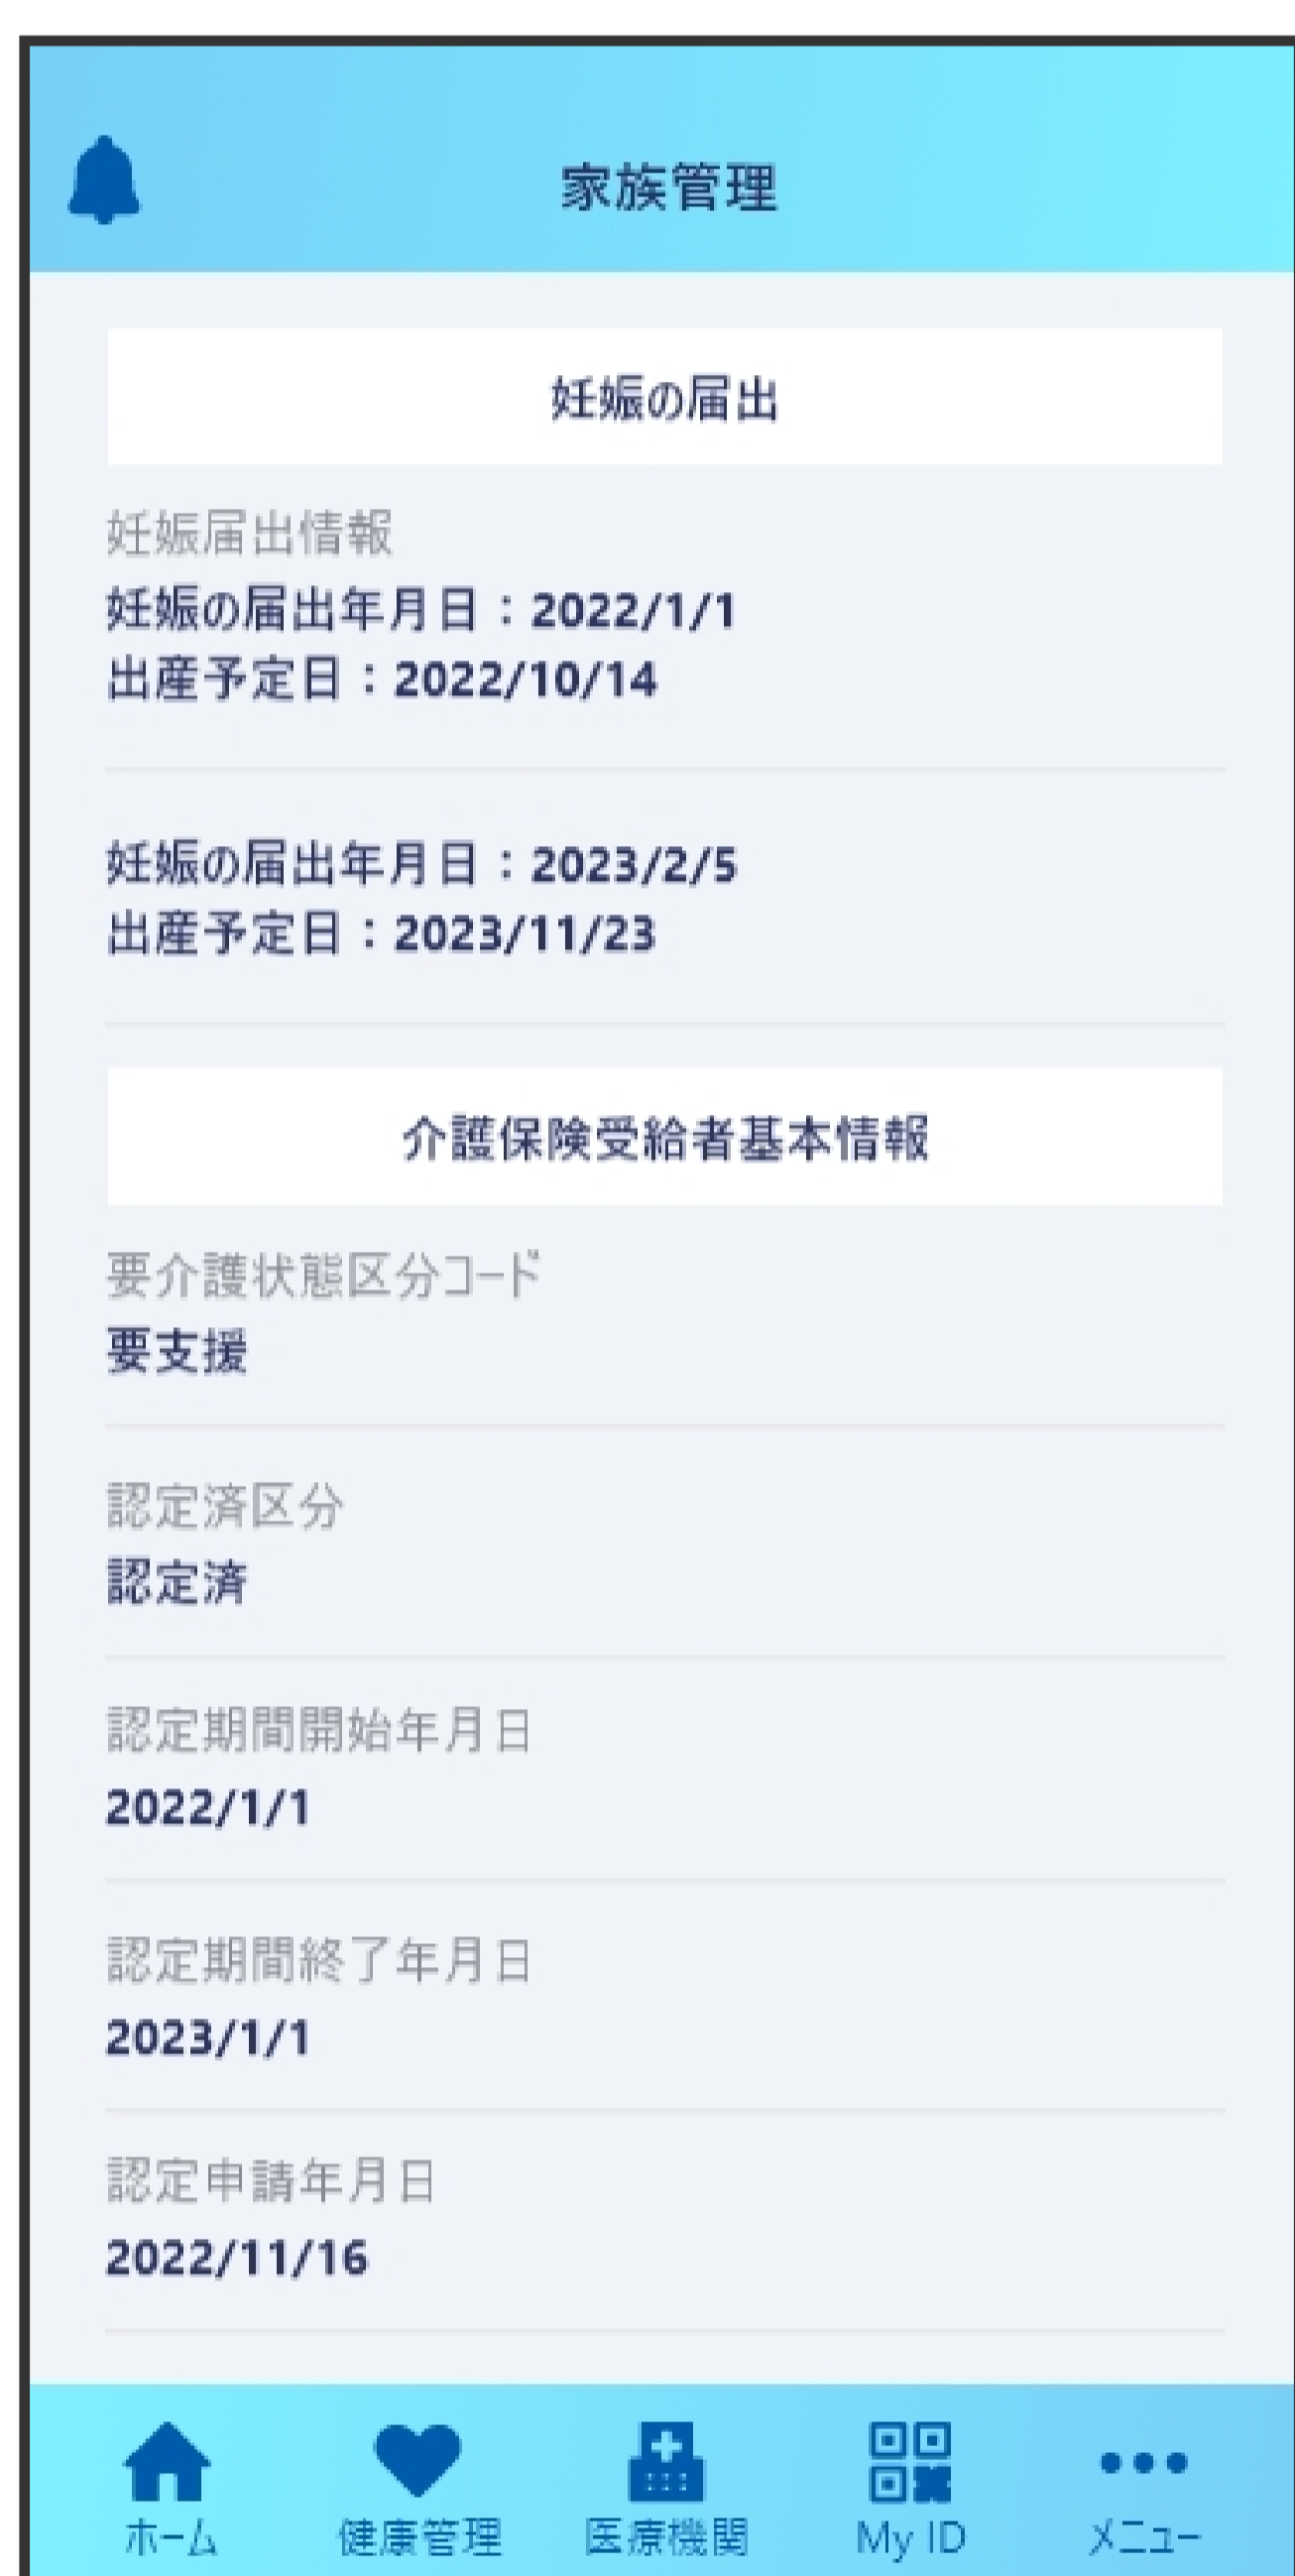 家族管理
妊娠の届出
妊娠届出情報
妊娠の届出年月日：2022/1/1
出産予定日：2022/10/14
妊娠の届出年月日：2023/2/5
出産予定日：2023/11/23
介護保険受給者基本情報
要介護状態区分コード
要支援
認定済区分
認定済
認定期間開始年月日
2022/1/1
認定期間終了年月日
2023/1/1
認定申請年月日
2022/11/16
ホーム 健康管理 医療機関 My ID メニュー